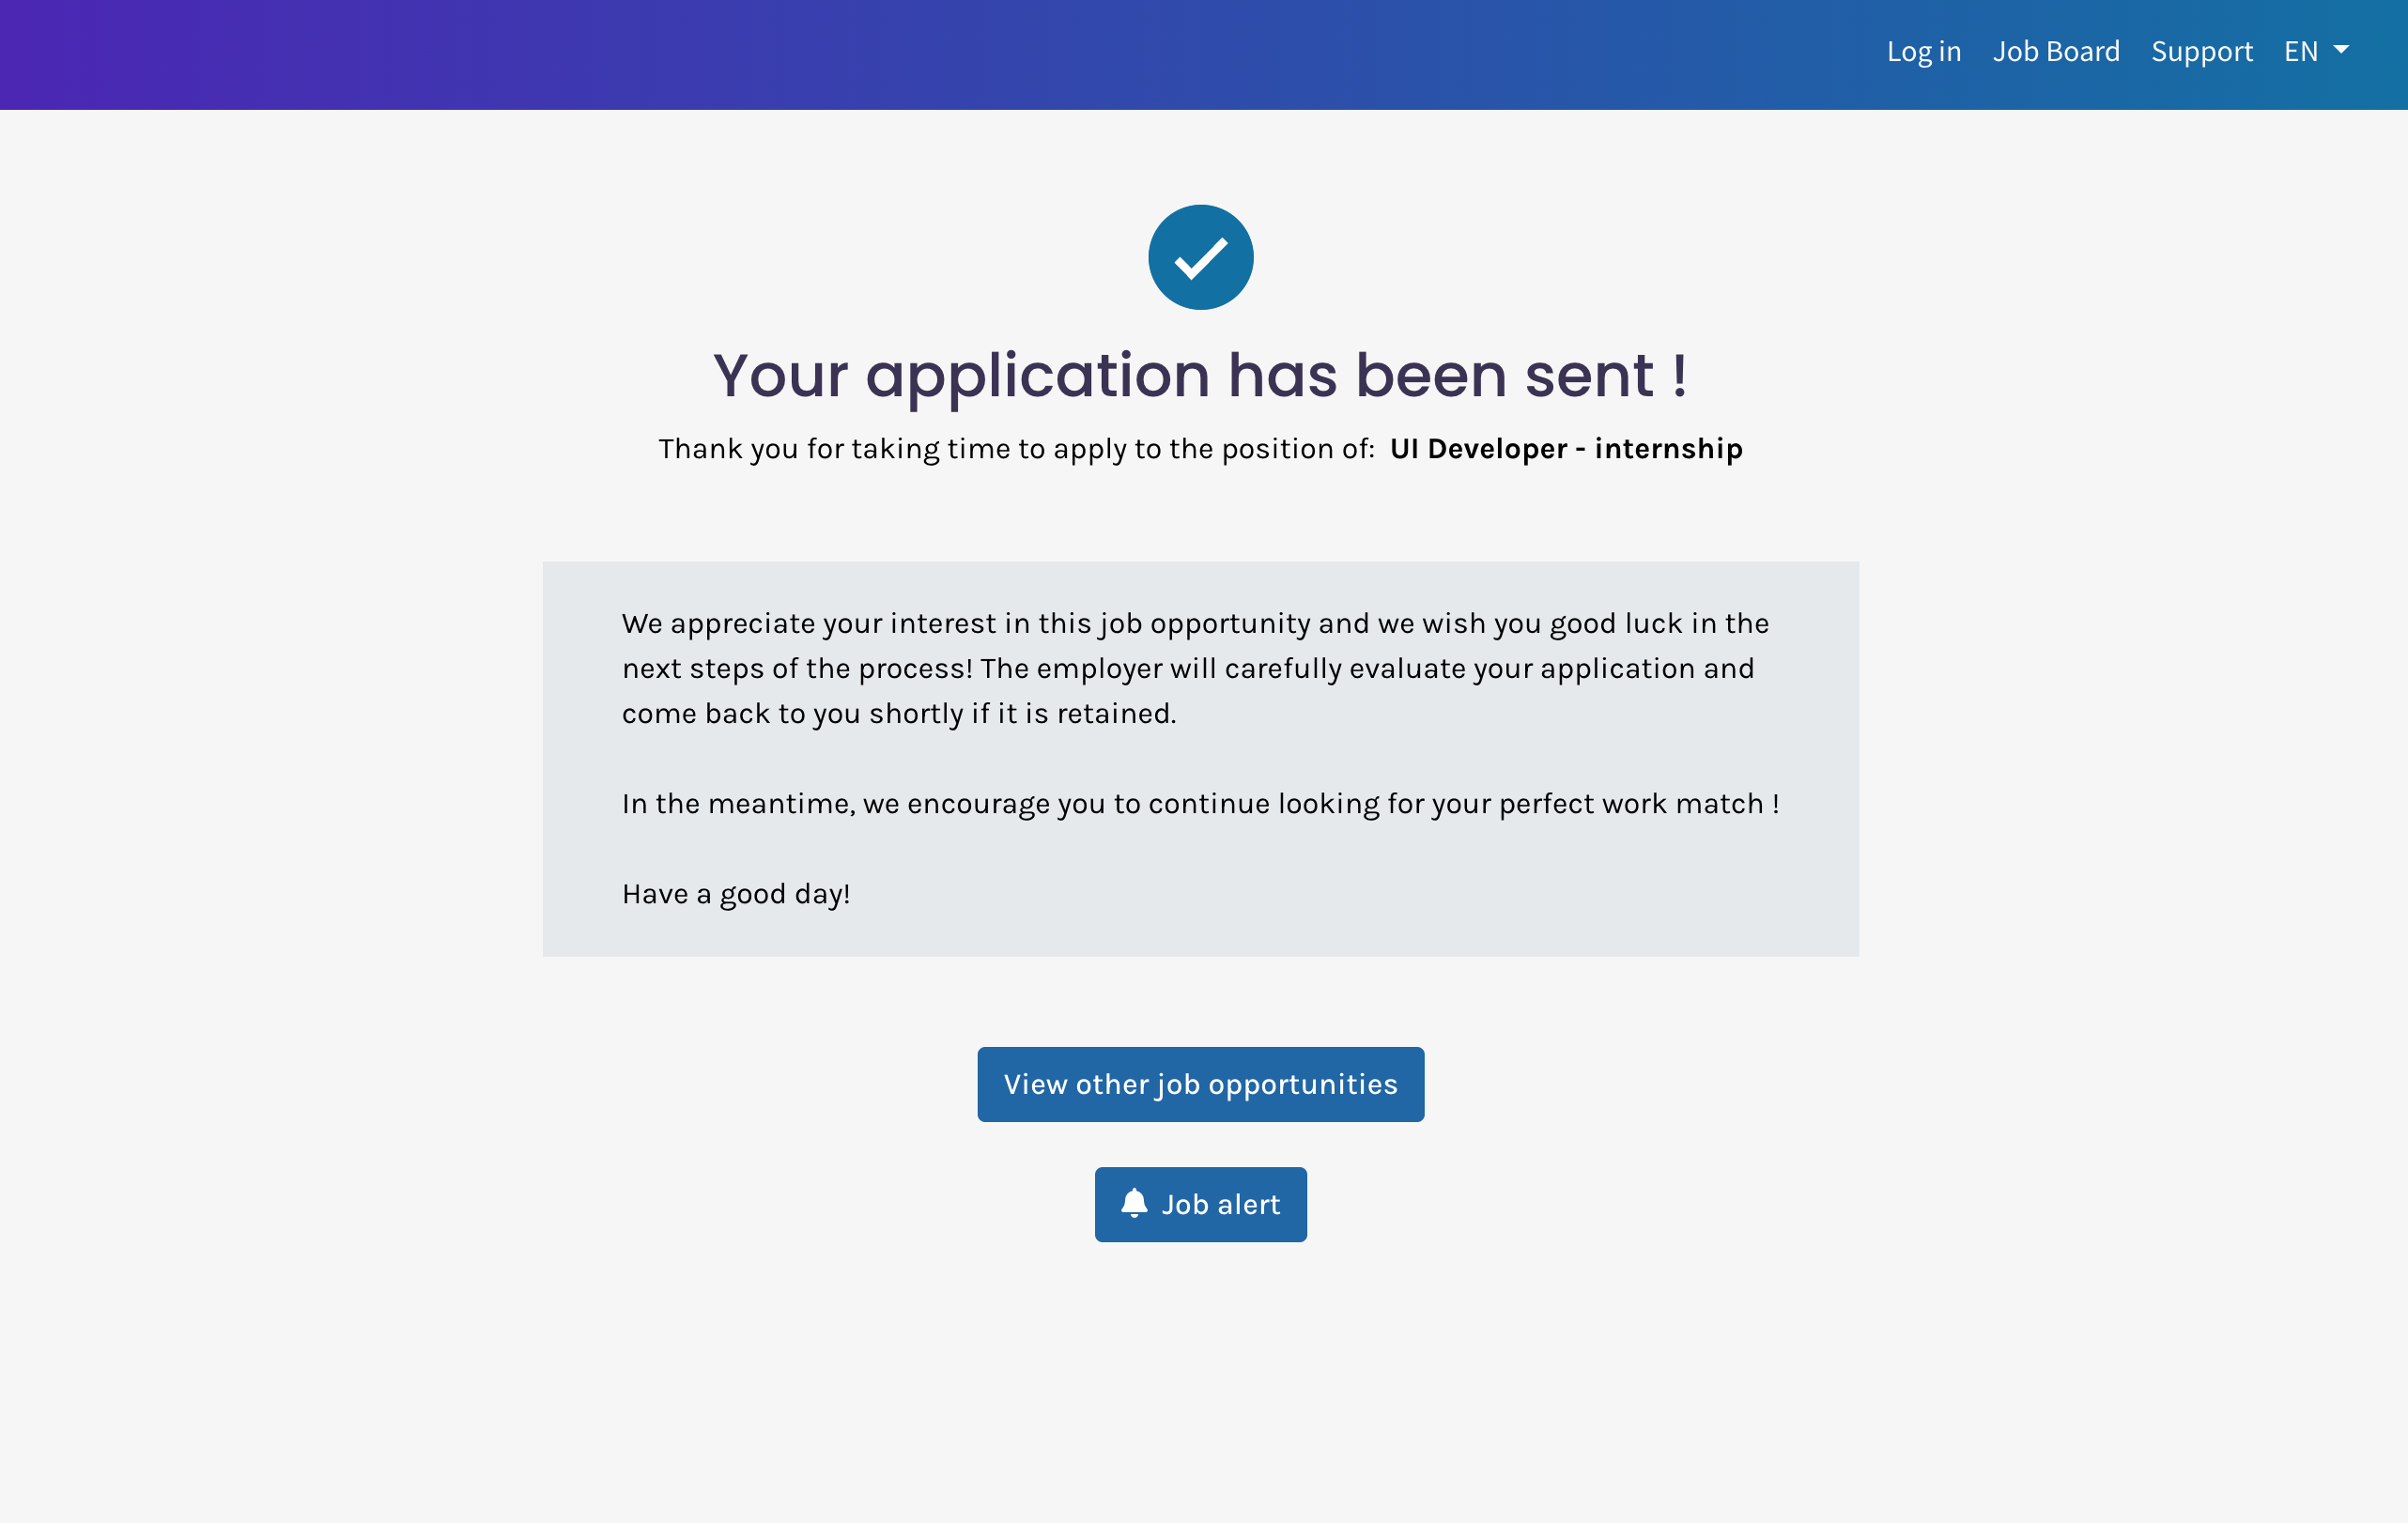 Log in Job Board Support EN
Your application has been sent !
Thank you for taking time to apply to the position of: UI Developer - internship
We appreciate your interest in this job opportunity and we wish you good luck in the
next steps of the process! The employer will carefully evaluate your application and
come back to you shortly if it is retained.
In the meantime, we encourage you to continue looking for your perfect work match !
Have a good day!
View other job opportunities
Job alert